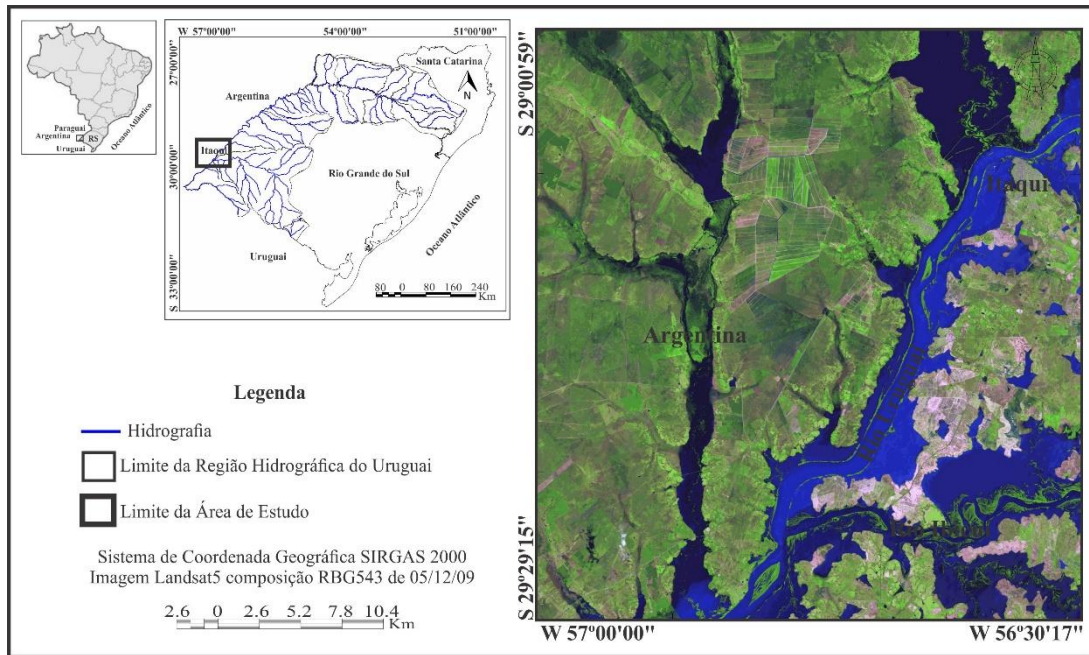 Paraguai
Argentina
RS
Uruguai
Oceano Atlântico
W 57°00'00"
54°00'00"
51°00'00"
27°00'00"
30°00'00"
S 33°00'00"
Santa Catarina
N
Argentina
Itaqui
Rio Grande do Sul
Oceano Atlântico
Uruguai
80 0 80 160 240
Km
Legenda
Hidrografia
Limite da Região Hidrográfica do Uruguai
Limite da Área de Estudo
Sistema de Coordenada Geográfica SIRGAS 2000
Imagem Landsat5 composição RBG543 de 05/12/09
2.6 0 2.6 5.2 7.8 10.4
Km
S 29°00'59"
S 29°29'15"
Itaqui
Argentina
Rio Uruguai
W 57º00'00"
W 56º30'17"